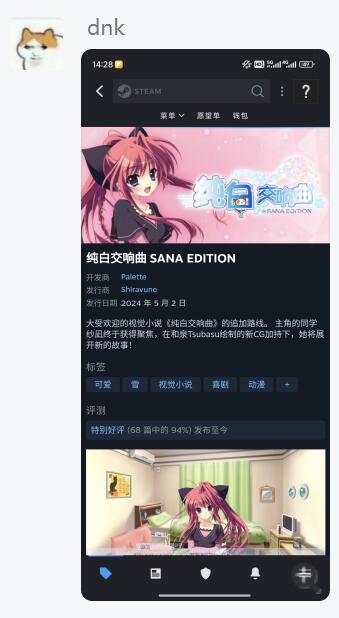 dnk
14:28
STEAM
菜单 愿望单 钱包
纯白交响曲
SANA EDITION
纯白交响曲 SANA EDITION
开发商 Palette
发行商 Shiravune
发行日期 2024 年 5 月 2 日
大受欢迎的视觉小说《纯白交响曲》的追加路线。 主角的同学
纱凪终于获得聚焦，在和泉Tsubasu绘制的新CG加持下，她将展
开新的故事！
标签
可爱 雪 视觉小说 喜剧 动漫 +
评测
特别好评 (68 篇中的 94%) 发布至今